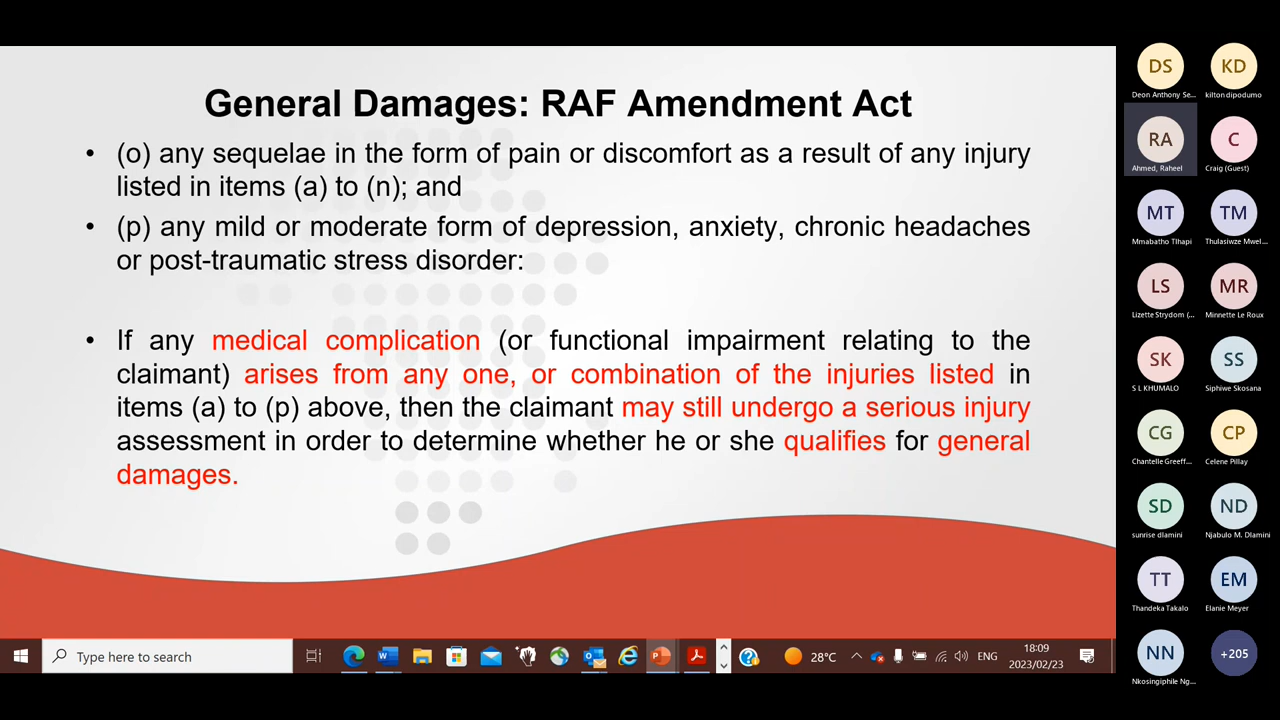 General Damages: RAF Amendment Act
• (o) any sequelae in the form of pain or discomfort as a result of any injury
listed in items (a) to (n); and
• (p) any mild or moderate form of depression, anxiety, chronic headaches
or post-traumatic stress disorder:
• If any medical complication (or functional impairment relating to the
claimant) arises from any one, or combination of the injuries listed in
items (a) to (p) above, then the claimant may still undergo a serious injury
assessment in order to determine whether he or she qualifies for general
damages.
Type here to search
28°C
ENG
18:09
2023/02/23
DS
KD
Deon Anthony Se...
kilton dipodumo
RA
C
Ahmed, Raheel
Craig (Guest)
MT
TM
Mmabatho Tlhapi
Thulasiwze Mwel...
LS
MR
Lizette Strydom (...
Minnette Le Roux
SK
SS
S L KHUMALO
Siphiwe Skosana
CG
CP
Chantelle Greeff...
Celene Pillay
SD
ND
sunrise dlamini
Njabulo M. Dlamini
TT
EM
Thandeka Takalo
Elanie Meyer
NN
+205
Nkosingiphile Ng...